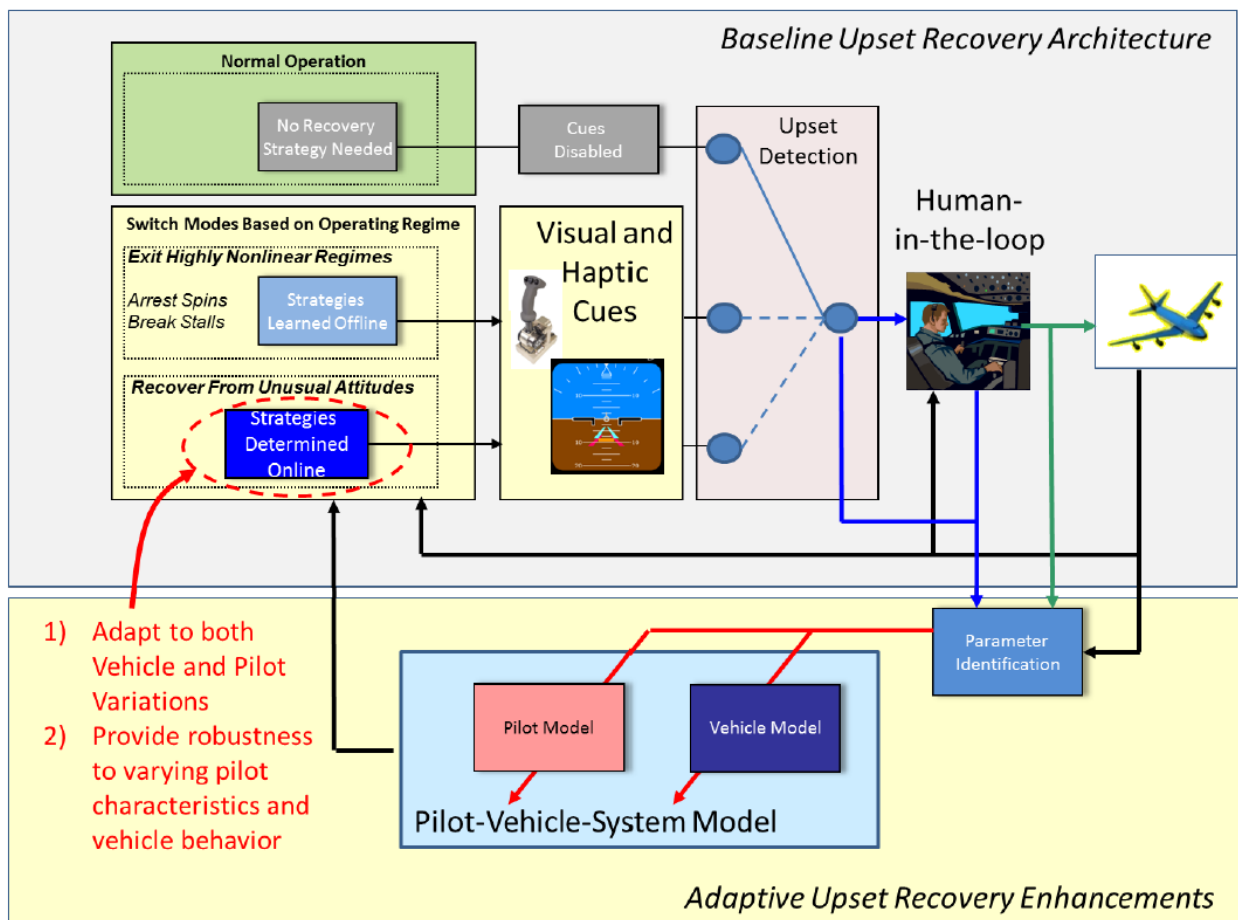 Baseline Upset Recovery Architecture
Normal Operation
No Recovery
Strategy Needed
Cues
Disabled
Upset
Detection
Switch Modes Based on Operating Regime
Exit Highly Nonlinear Regimes
Arrest Spins
Break Stalls
Strategies
Learned Offline
Recover From Unusual Attitudes
Strategies
Determined
Online
Visual and
Haptic
Cues
Human-
in-the-loop
1) Adapt to both
Vehicle and Pilot
Variations
2) Provide robustness
to varying pilot
characteristics and
vehicle behavior
Parameter
Identification
Pilot Model
Vehicle Model
Pilot-Vehicle-System Model
Adaptive Upset Recovery Enhancements